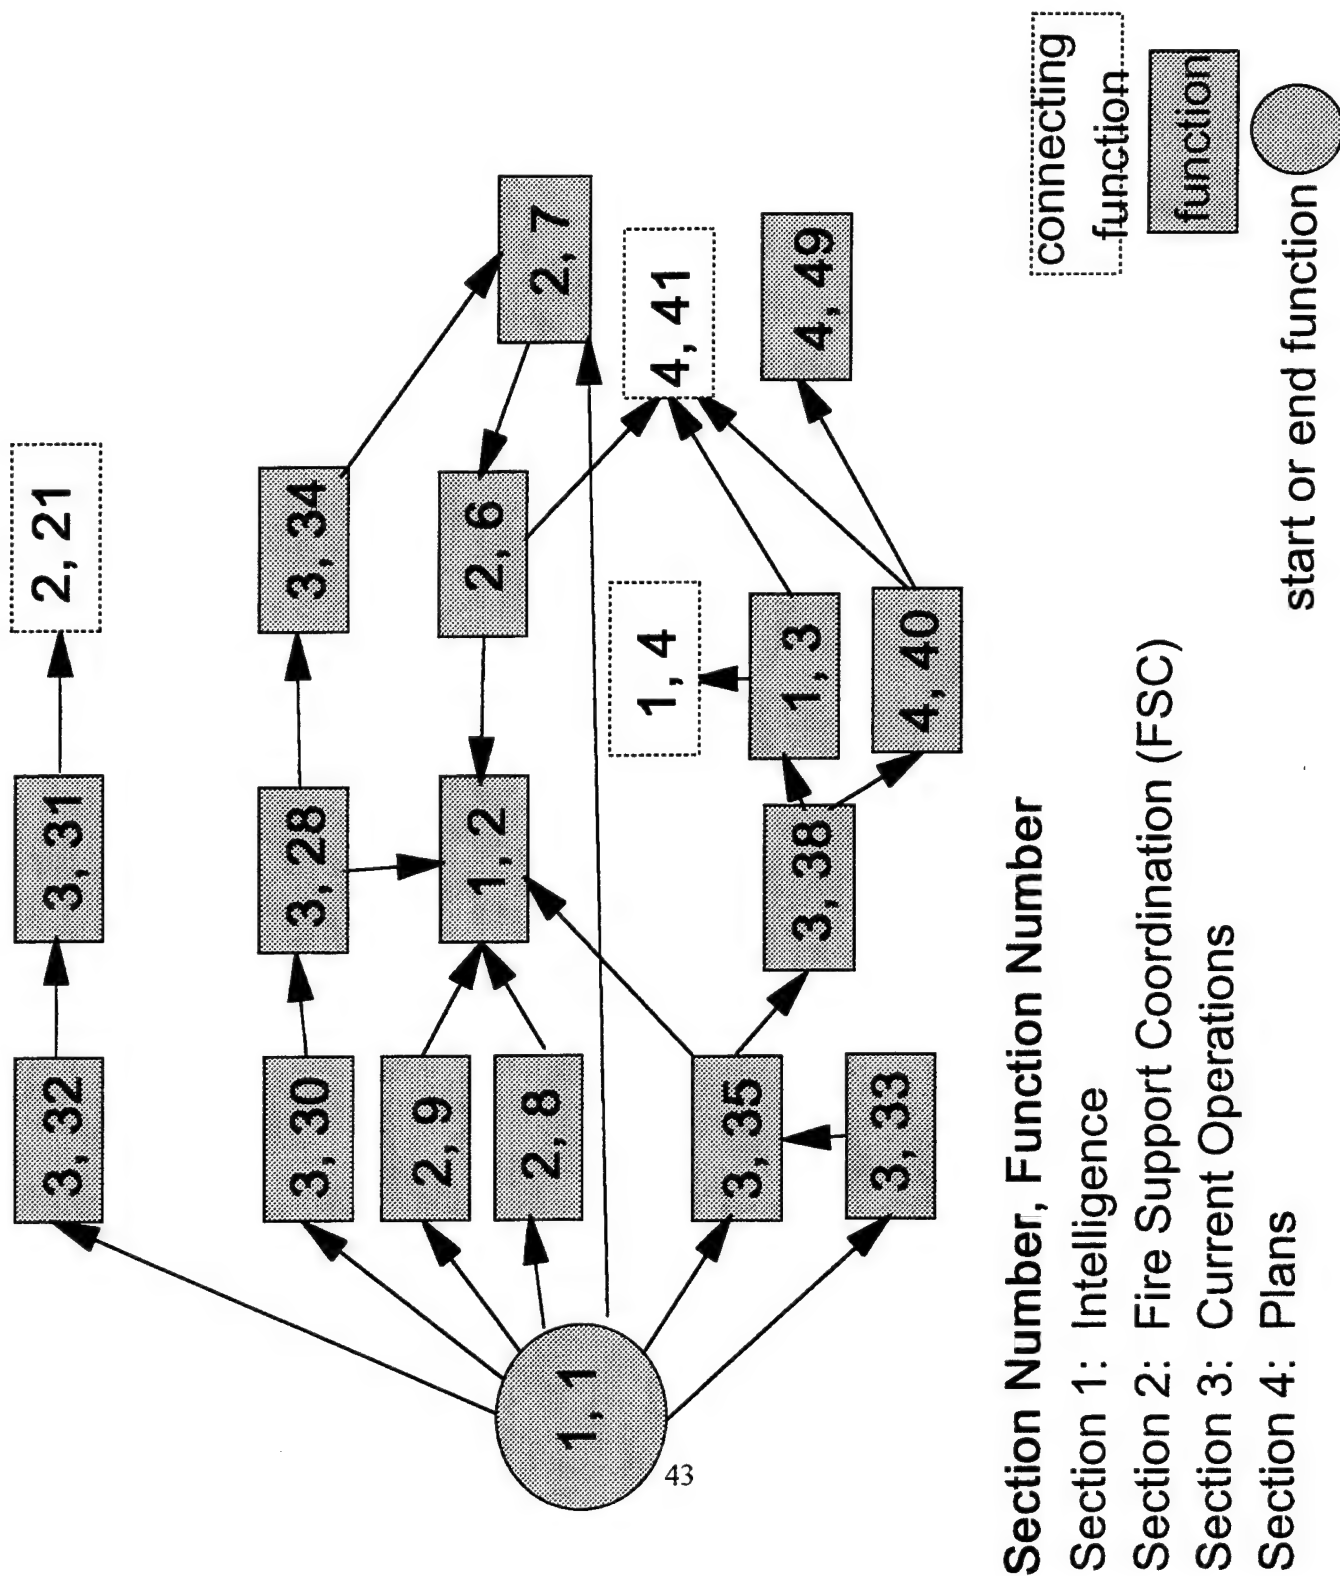 3, 32
3, 31
2, 21
3, 30
3, 28
3, 34
2, 9
1, 2
2, 6
2, 7
2, 8
1, 1
1, 4
4, 41
3, 35
3, 38
1, 3
4, 49
3, 33
4, 40
43
Section Number, Function Number
Section 1: Intelligence
Section 2: Fire Support Coordination (FSC)
Section 3: Current Operations
Section 4: Plans
connecting
function
function
start or end function